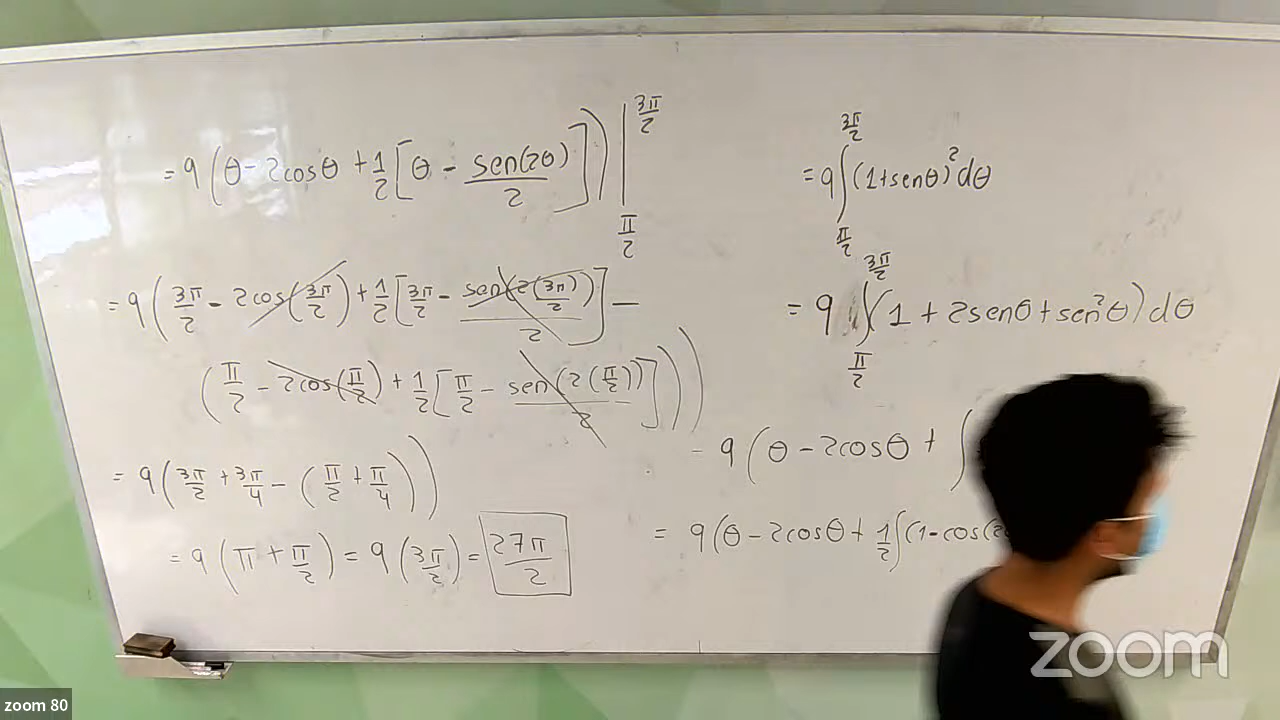 = 9(θ - 2cosθ + 1/2[θ - sen(2θ)/2])|_{π/2}^{3π/2}
= 9(3π/2 - 2cos(3π/2) + 1/2[3π/2 - sen(2(3π/2))/2] -
(π/2 - 2cos(π/2) + 1/2[π/2 - sen(2(π/2))/2]))
= 9(3π/2 + 3π/4 - (π/2 + π/4))
= 9(π + π/2) = 9(3π/2) = 27π/2
= 9∫_{π/2}^{3π/2}(1+senθ)²dθ
= 9∫_{π/2}^{3π/2}(1 + 2senθ + sen²θ)dθ
- 9(θ - 2cosθ + ∫
= 9(θ - 2cosθ + 1/2∫(1-cos(2
zoom
zoom 80